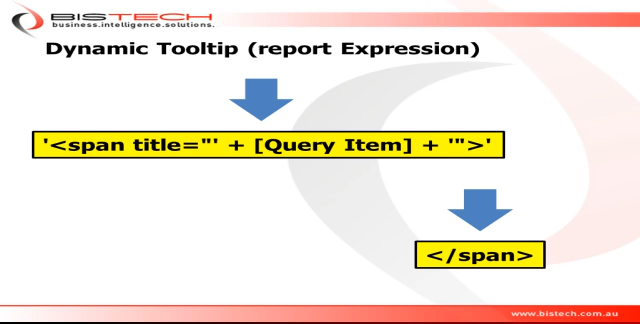 BISTECH
business.intelligence.solutions.
Dynamic Tooltip (report Expression)
'<span title="' + [Query Item] + '">'
</span>
www.bistech.com.au